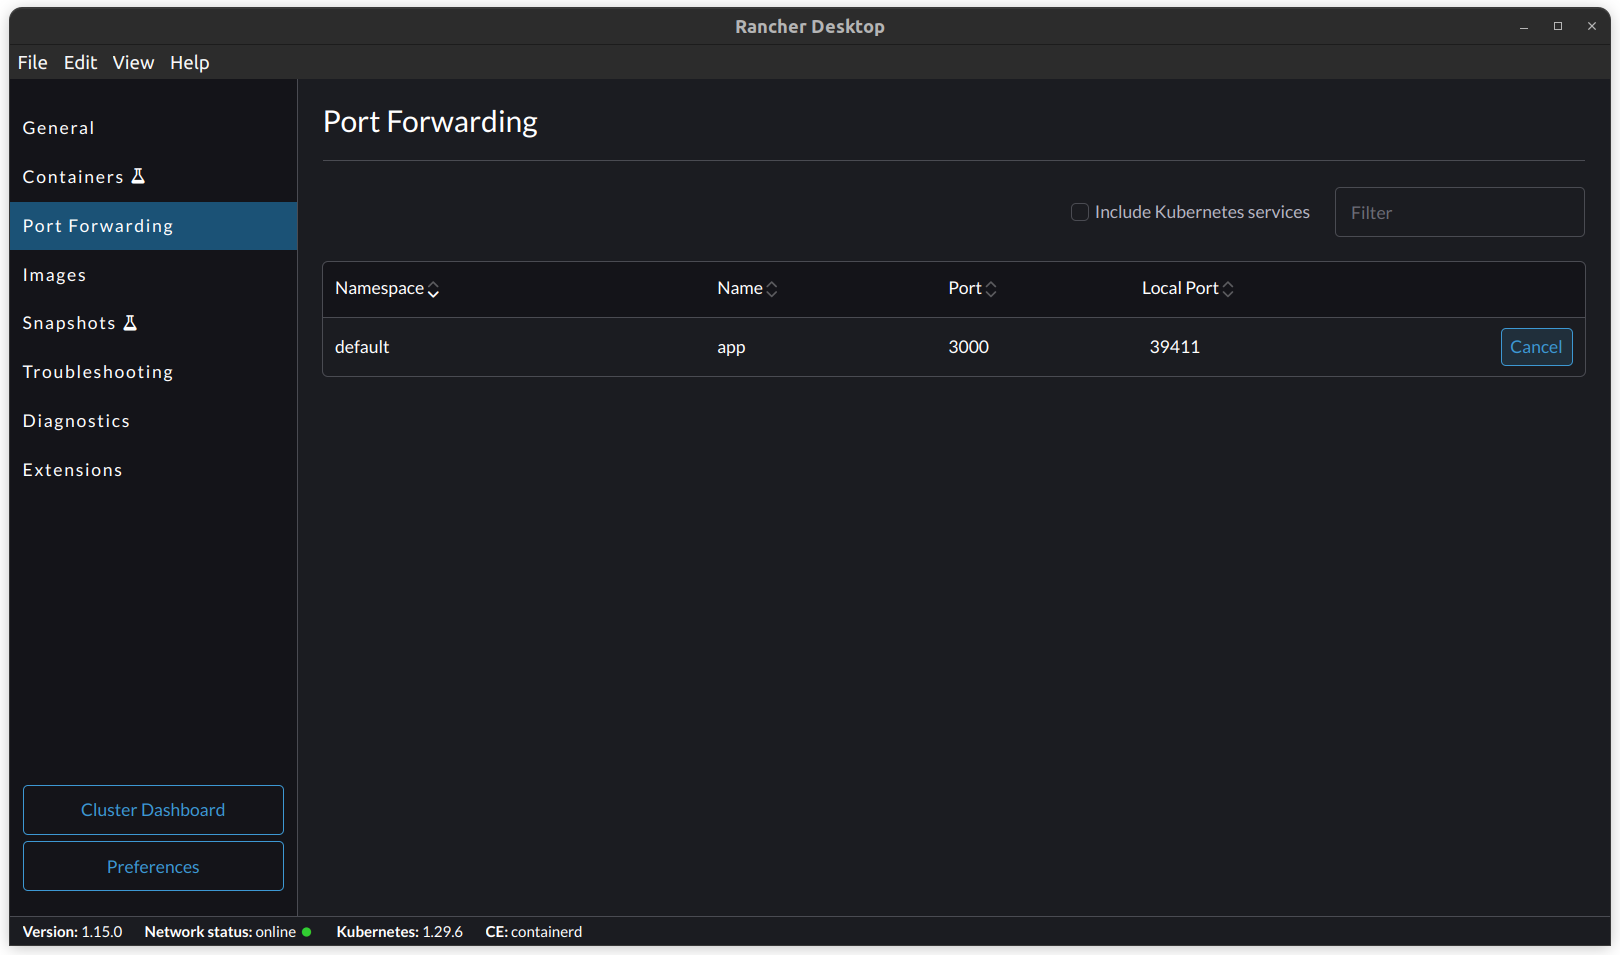 Rancher Desktop
File Edit View Help
General
Containers
Port Forwarding
Images
Snapshots
Troubleshooting
Diagnostics
Extensions
Cluster Dashboard
Preferences
Port Forwarding
Include Kubernetes services Filter
Namespace Name Port Local Port
default app 3000 39411 Cancel
Version: 1.15.0 Network status: online Kubernetes: 1.29.6 CE: containerd